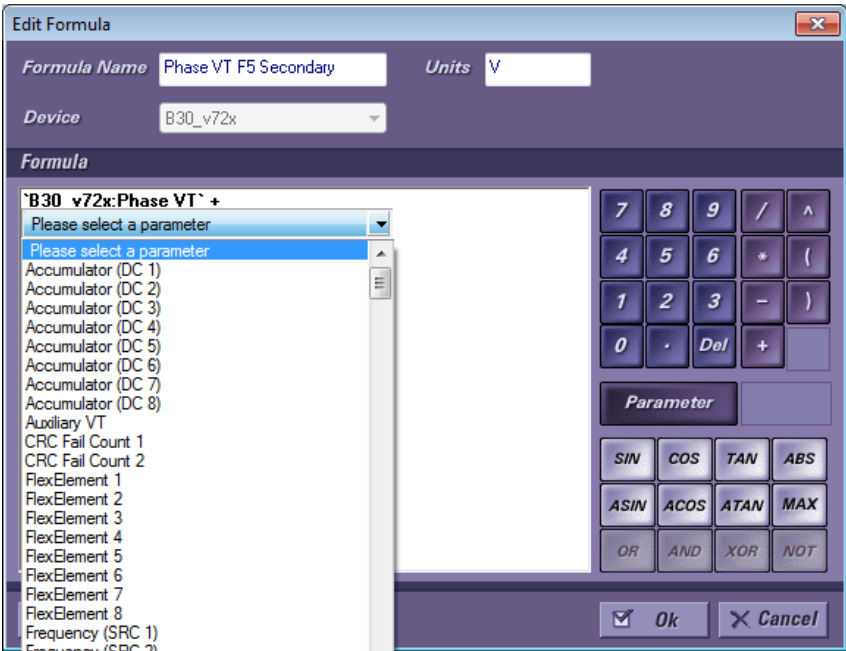 Edit Formula
Formula Name Phase VT F5 Secondary Units V
Device B30_v72x
Formula
`B30_v72x:Phase VT` +
Please select a parameter
Please select a parameter
Accumulator (DC 1)
Accumulator (DC 2)
Accumulator (DC 3)
Accumulator (DC 4)
Accumulator (DC 5)
Accumulator (DC 6)
Accumulator (DC 7)
Accumulator (DC 8)
Auxiliary VT
CRC Fail Count 1
CRC Fail Count 2
FlexElement 1
FlexElement 2
FlexElement 3
FlexElement 4
FlexElement 5
FlexElement 6
FlexElement 7
FlexElement 8
Frequency (SRC 1)
Frequency (SRC 2)
7 8 9 / ^
4 5 6 * (
1 2 3 - )
0 . Del +
Parameter
SIN COS TAN ABS
ASIN ACOS ATAN MAX
OR AND XOR NOT
Ok Cancel